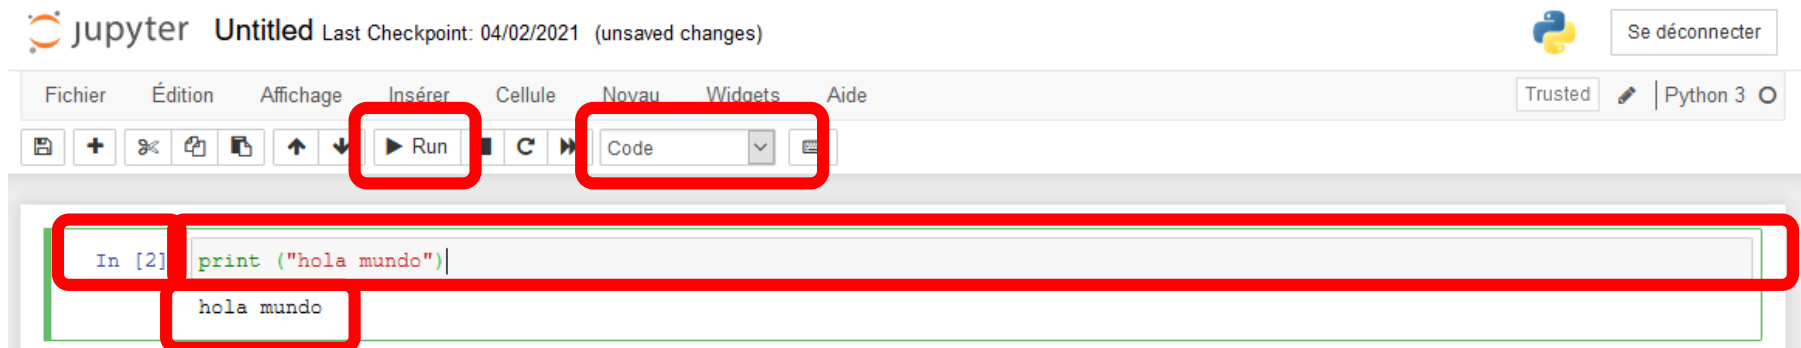 jupyter Untitled Last Checkpoint: 04/02/2021 (unsaved changes) Se déconnecter
Fichier Édition Affichage Insérer Cellule Noyau Widgets Aide Trusted Python 3
Run Code
In [2] print ("hola mundo")
hola mundo